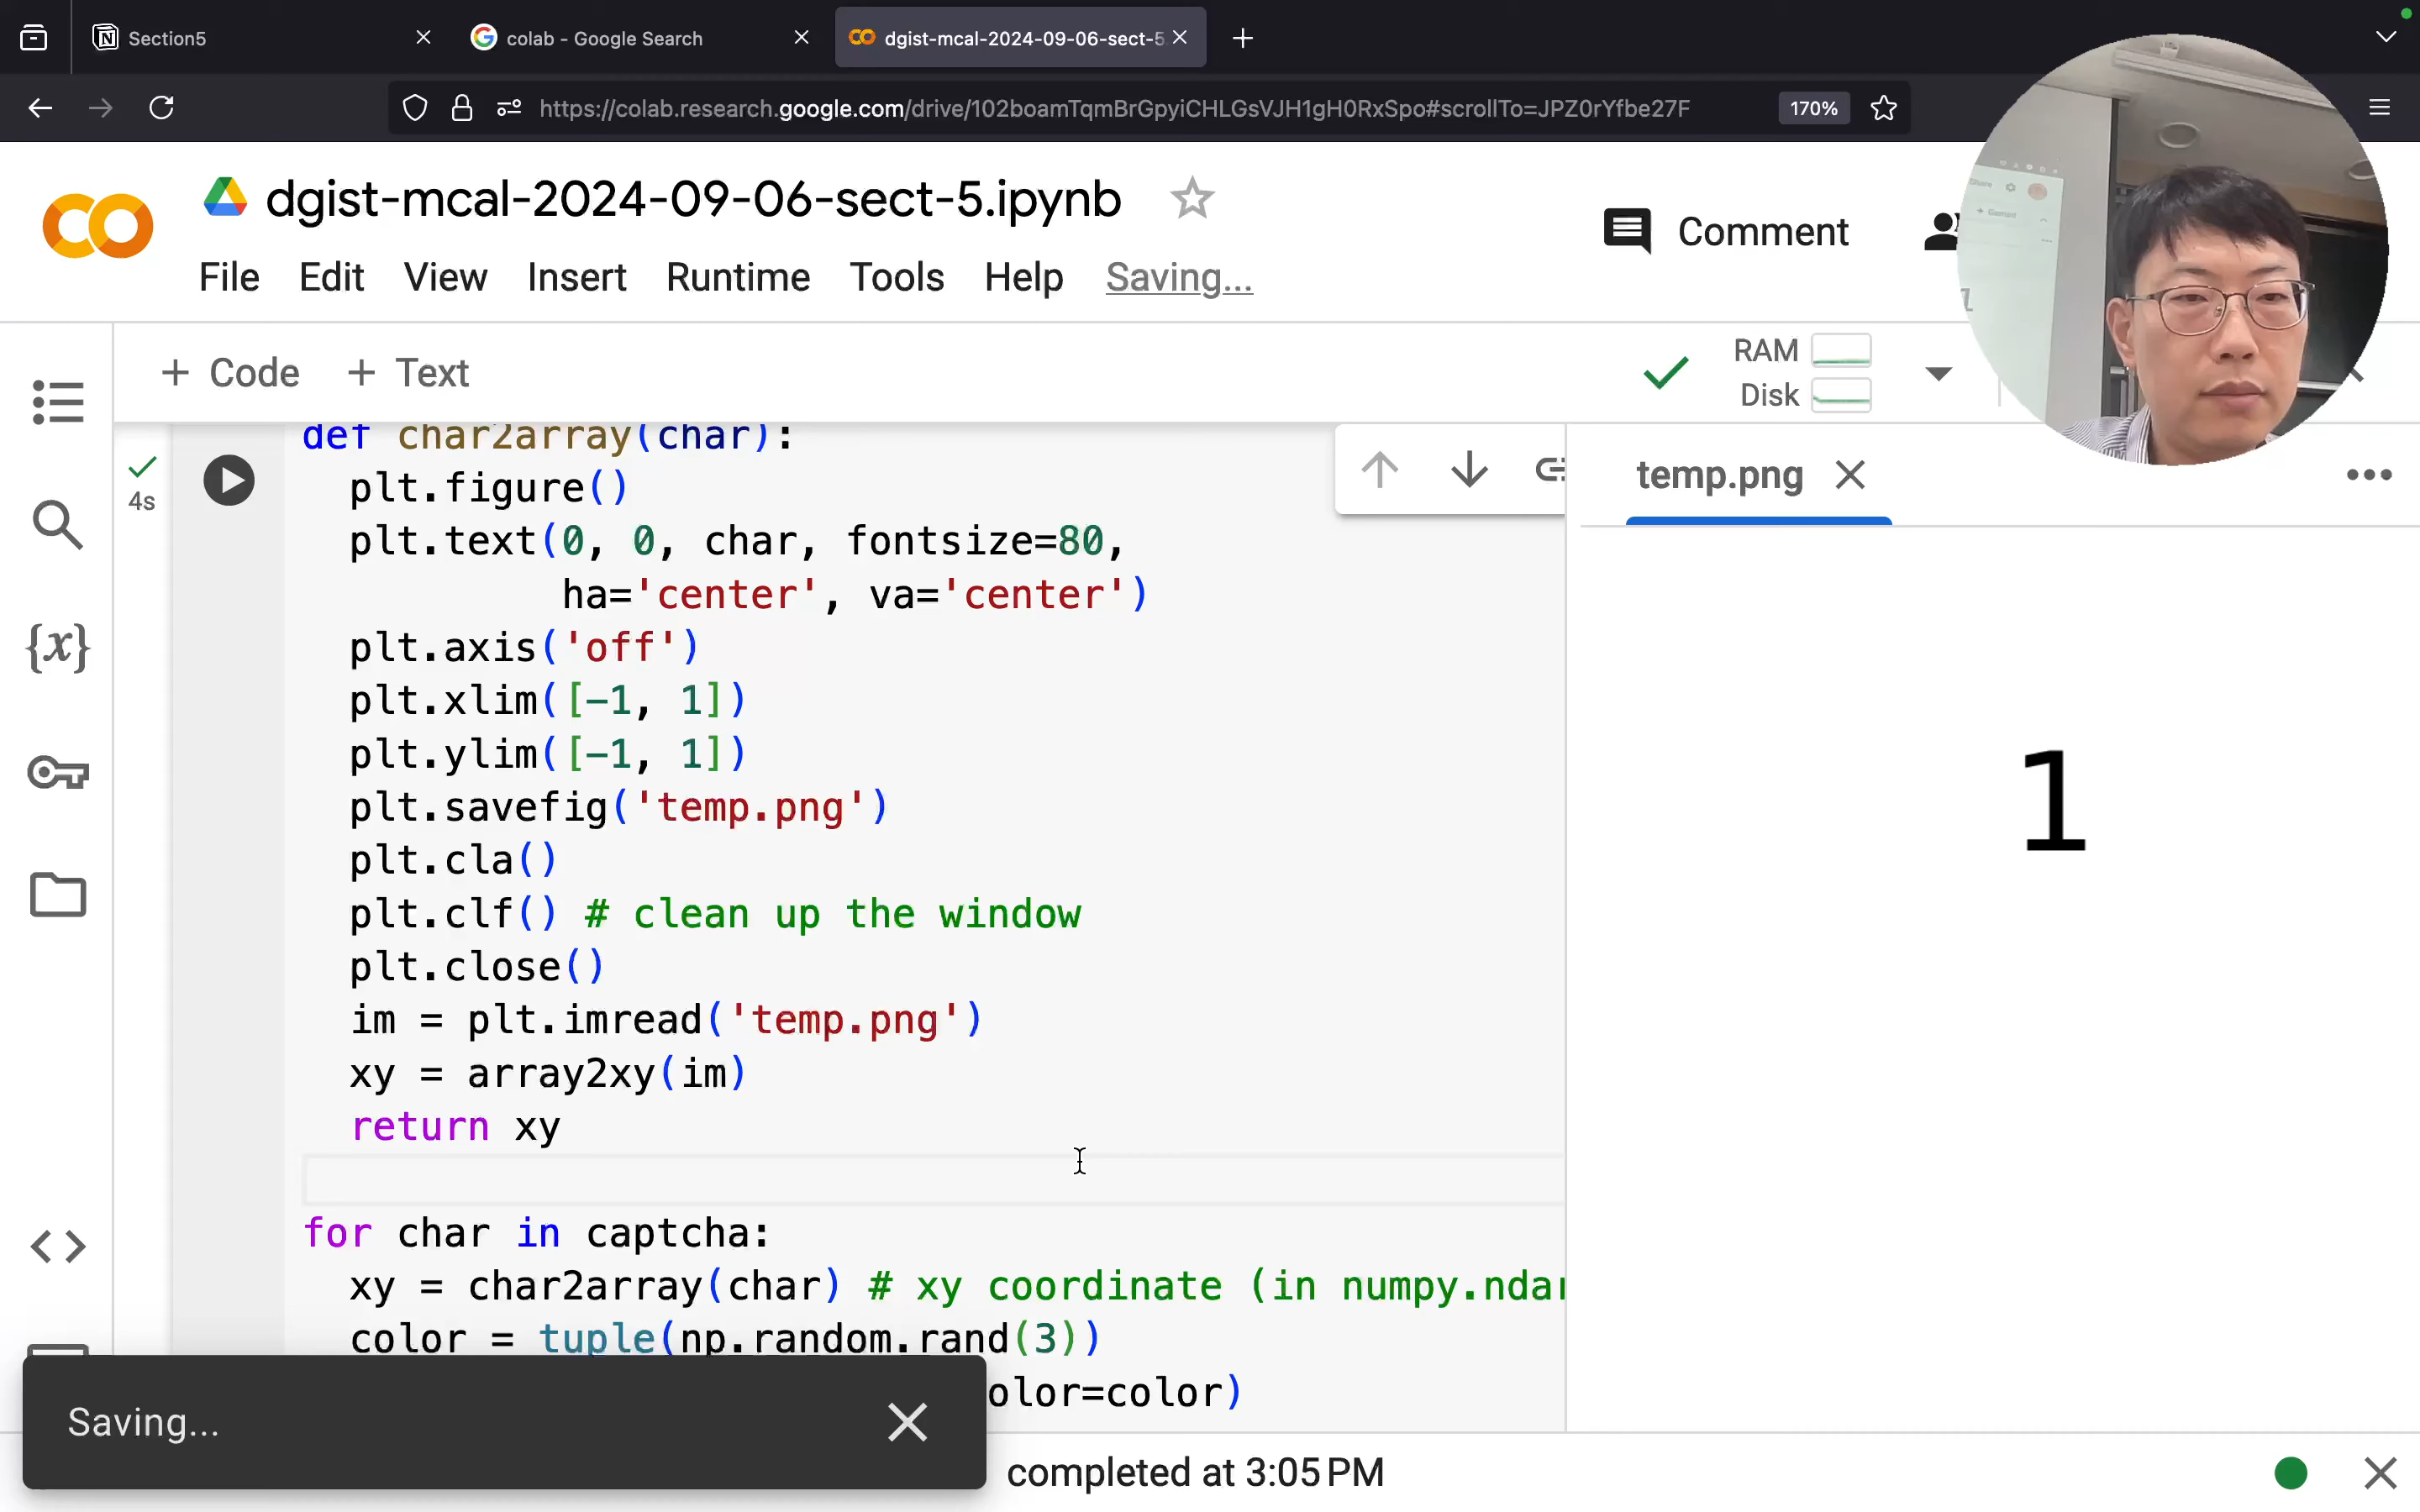 Section5
colab - Google Search
dgist-mcal-2024-09-06-sect-5
https://colab.research.google.com/drive/102boamTqmBrGpyiCHLGsVJH1gH0RxSpo#scrollTo=JPZ0rYfbe27F
170%
dgist-mcal-2024-09-06-sect-5.ipynb
Comment
File Edit View Insert Runtime Tools Help Saving...
+ Code + Text
RAM
Disk
def char2array(char):
4s
plt.figure()
plt.text(0, 0, char, fontsize=80,
ha='center', va='center')
plt.axis('off')
plt.xlim([-1, 1])
plt.ylim([-1, 1])
plt.savefig('temp.png')
plt.cla()
plt.clf() # clean up the window
plt.close()
im = plt.imread('temp.png')
xy = array2xy(im)
return xy
for char in captcha:
xy = char2array(char) # xy coordinate (in numpy.ndar
color = tuple(np.random.rand(3))
olor=color)
temp.png
1
Saving...
completed at 3:05 PM